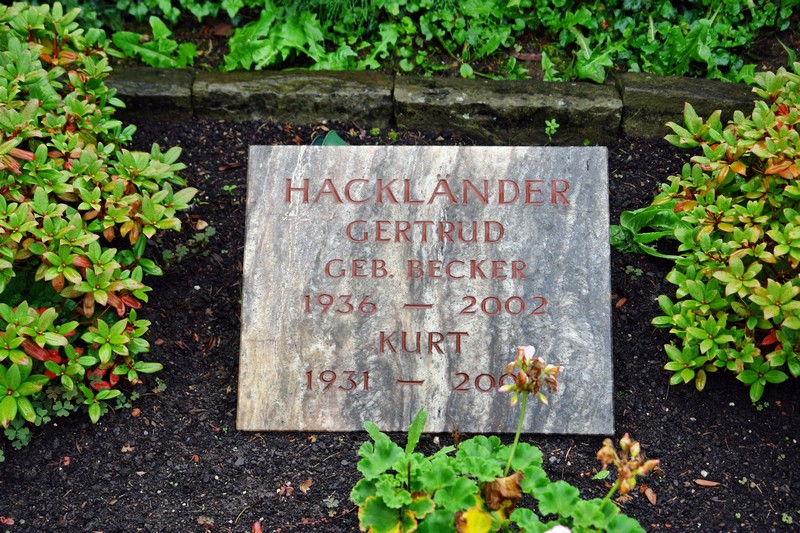 HACKLÄNDER
GERTRUD
GEB. BECKER
1936 — 2002
KURT
1931 —